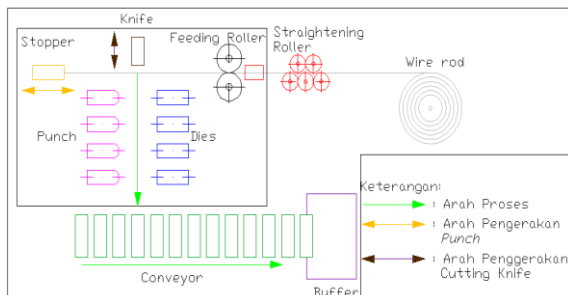 Knife
Stopper
Feeding Roller
Straightening
Roller
Wire rod
Punch
Dies
Keterangan:
: Arah Proses
: Arah Pengerakan
Punch
: Arah Penggerakan
Cutting Knife
Conveyor
Buffer